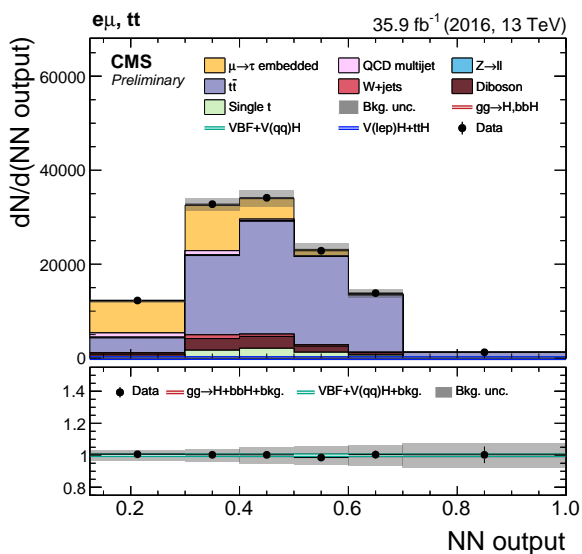 eμ, tt 35.9 fb⁻¹ (2016, 13 TeV)
CMS
Preliminary
μ→τ embedded QCD multijet Z→ll
tt̄ W+jets Diboson
Single t Bkg. unc. gg→H,bbH
VBF+V(qq)H V(lep)H+ttH Data
dN/d(NN output)
60000
40000
20000
0
Data gg→H+bbH+bkg. VBF+V(qq)H+bkg. Bkg. unc.
1.4
1.2
1
0.8
0.2 0.4 0.6 0.8 1.0
NN output